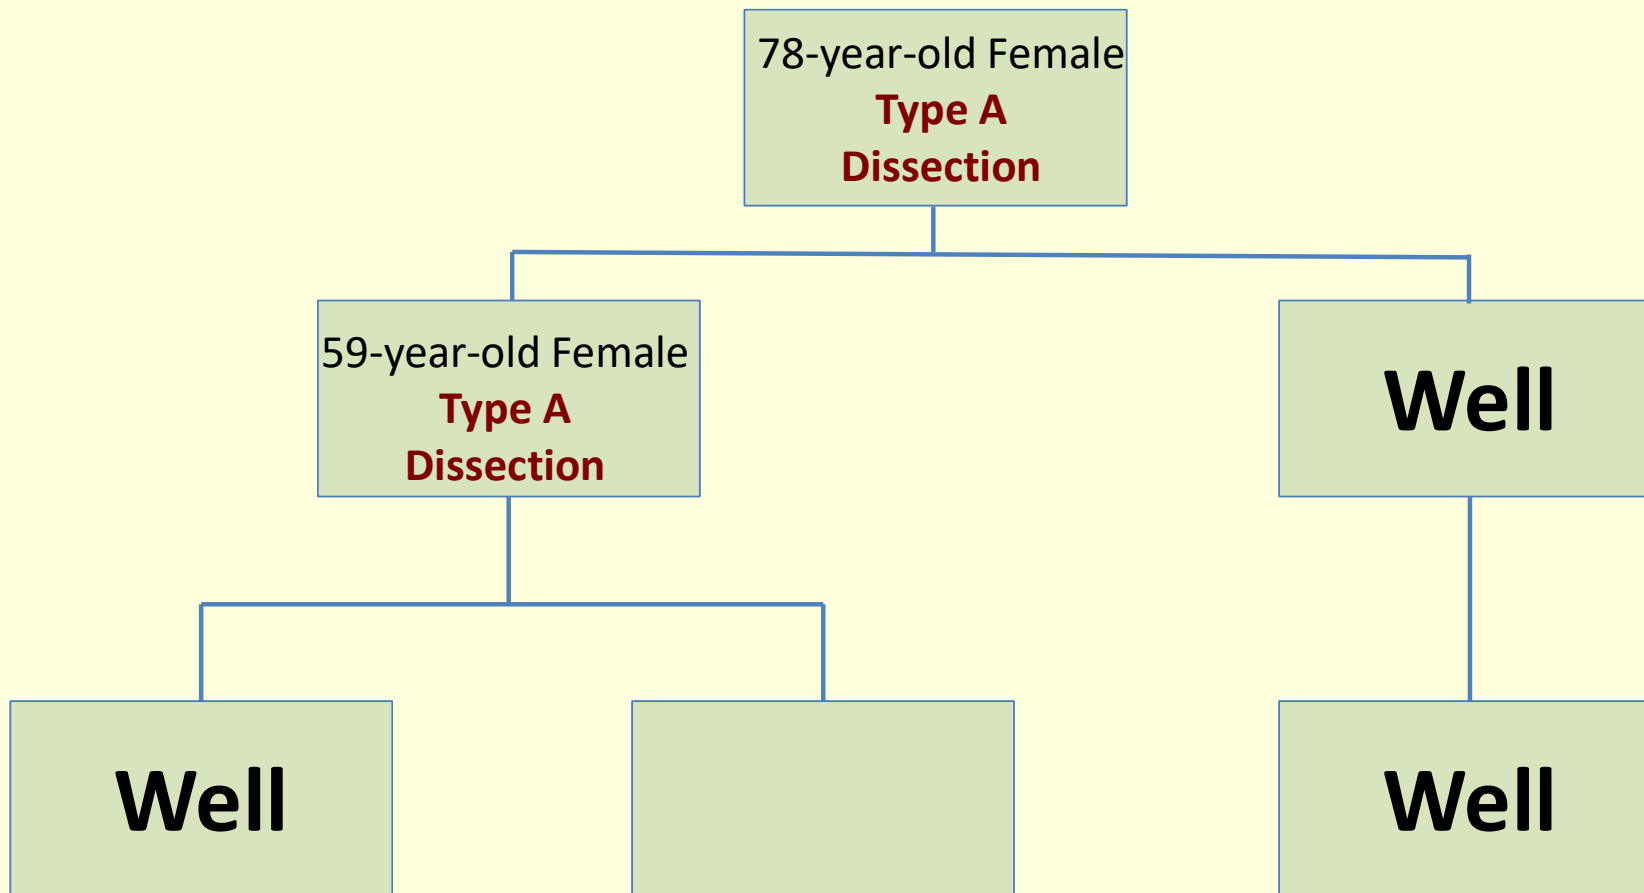 78-year-old Female
Type A
Dissection
59-year-old Female
Type A
Dissection
Well
Well
Well